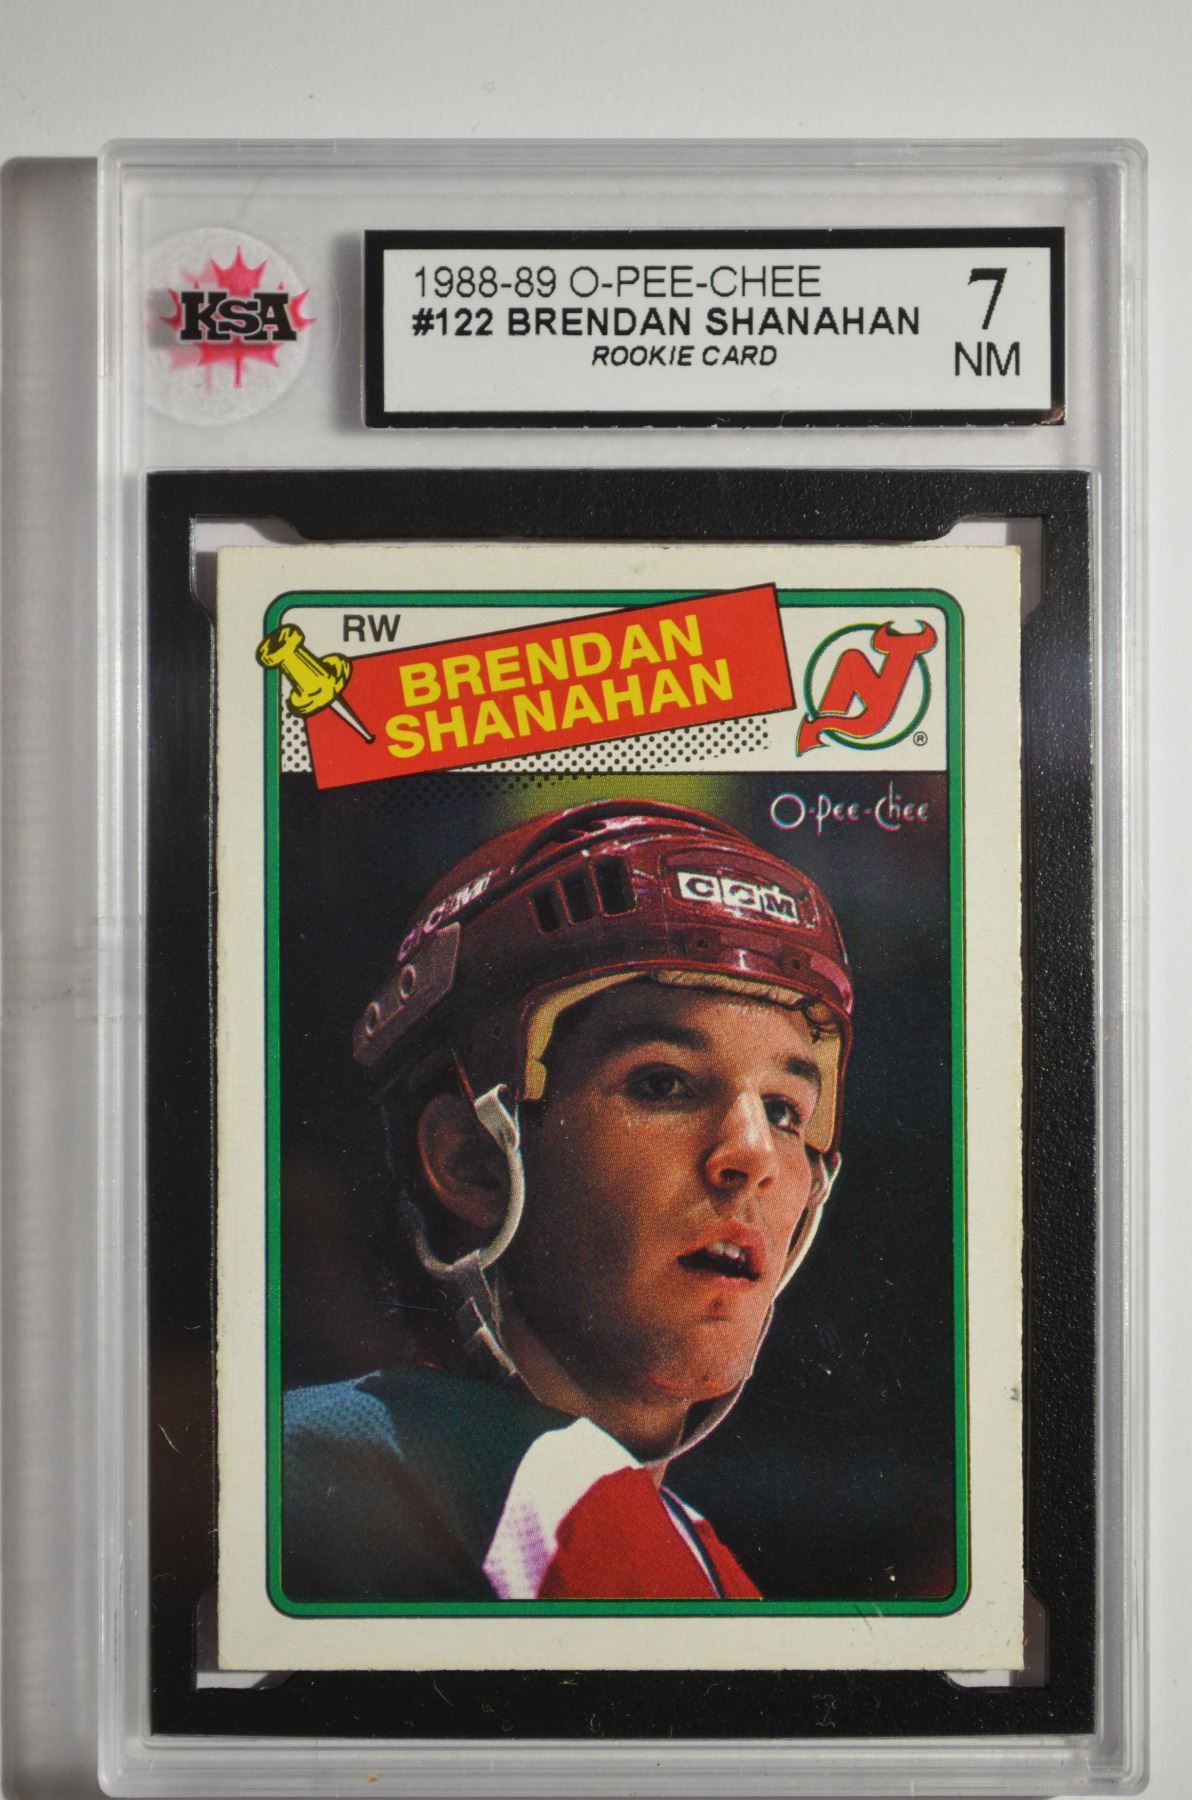 KSA
1988-89 O-PEE-CHEE
#122 BRENDAN SHANAHAN
ROOKIE CARD
7
NM
RW
BRENDAN
SHANAHAN
NJ
®
O-Pee-Chee
CCM
CCM